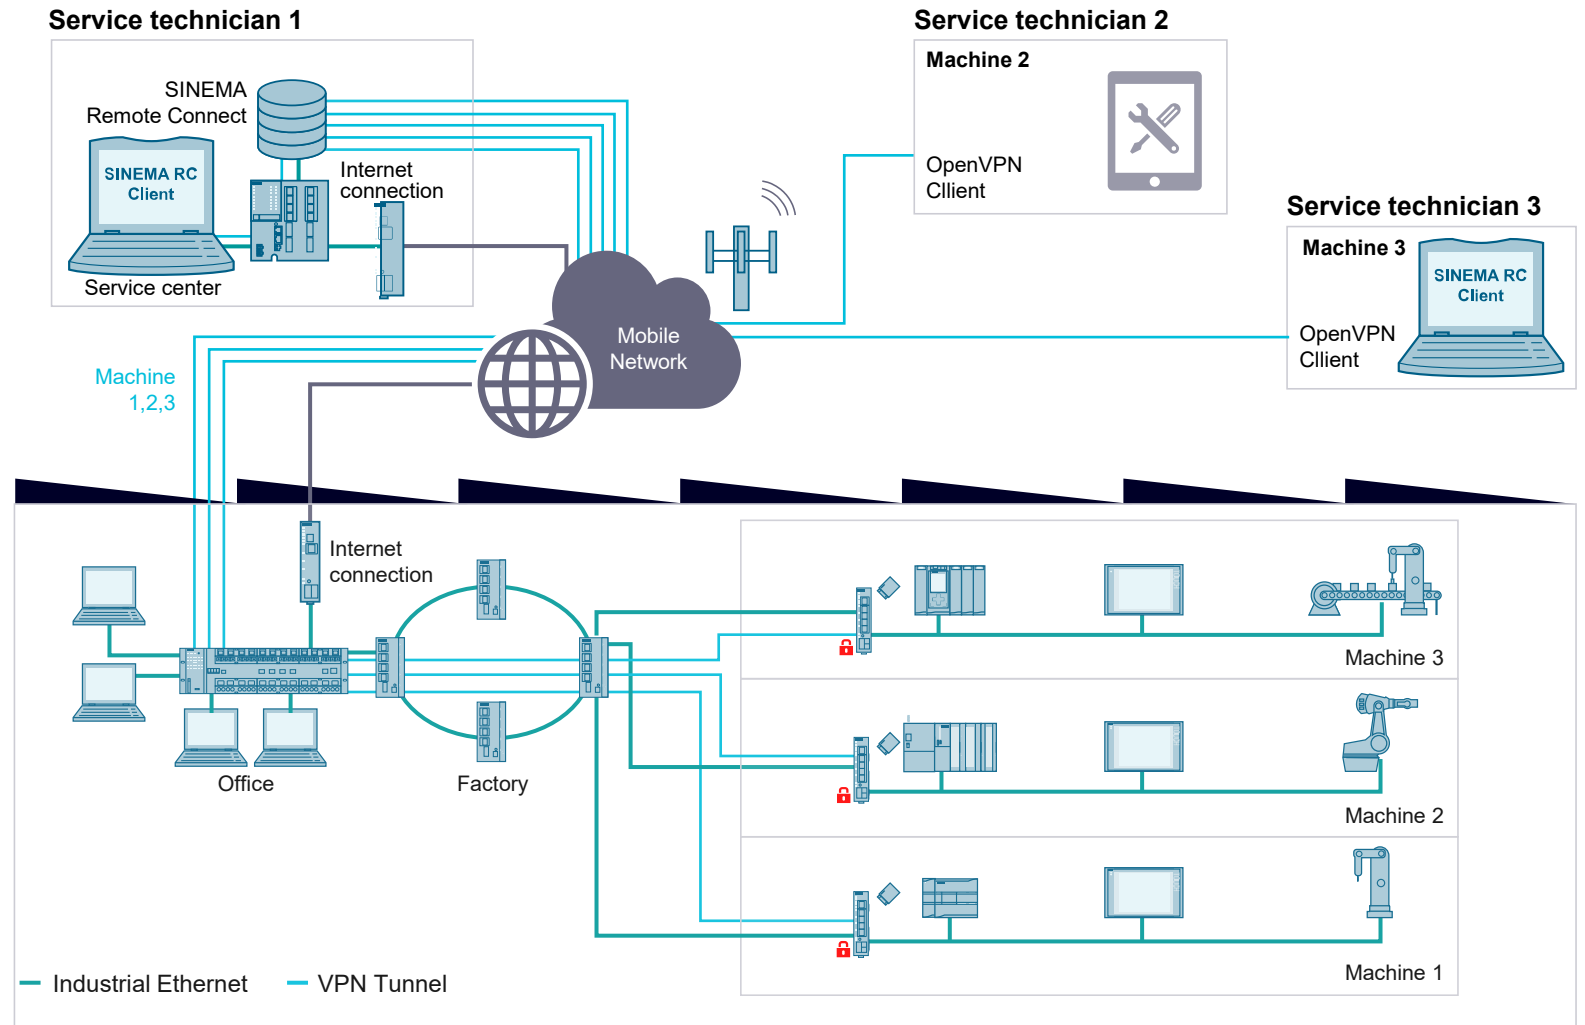 Service technician 1
SINEMA
Remote Connect
SINEMA RC
Client
Internet
connection
Service center
Service technician 2
Machine 2
OpenVPN
Cllient
Service technician 3
Machine 3
SINEMA RC
Client
OpenVPN
Cllient
Mobile
Network
Machine
1,2,3
Internet
connection
Office
Factory
Machine 3
Machine 2
Machine 1
Industrial Ethernet
VPN Tunnel